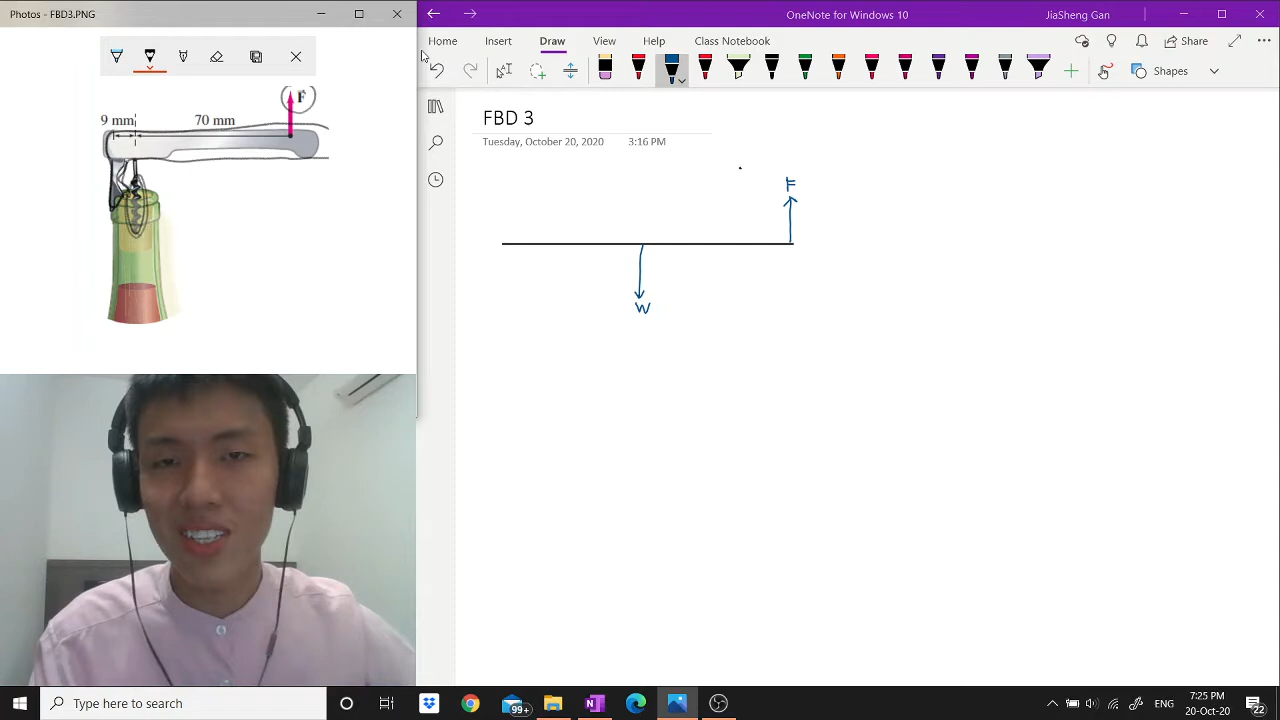 Photos - FBD3.PNG
OneNote for Windows 10
JiaSheng Gan
Home Insert Draw View Help Class Notebook
Share
Shapes
F
9 mm 70 mm
FBD 3
Tuesday, October 20, 2020 3:16 PM
F
W
Type here to search
99+
ENG
7:25 PM
20-Oct-20
22